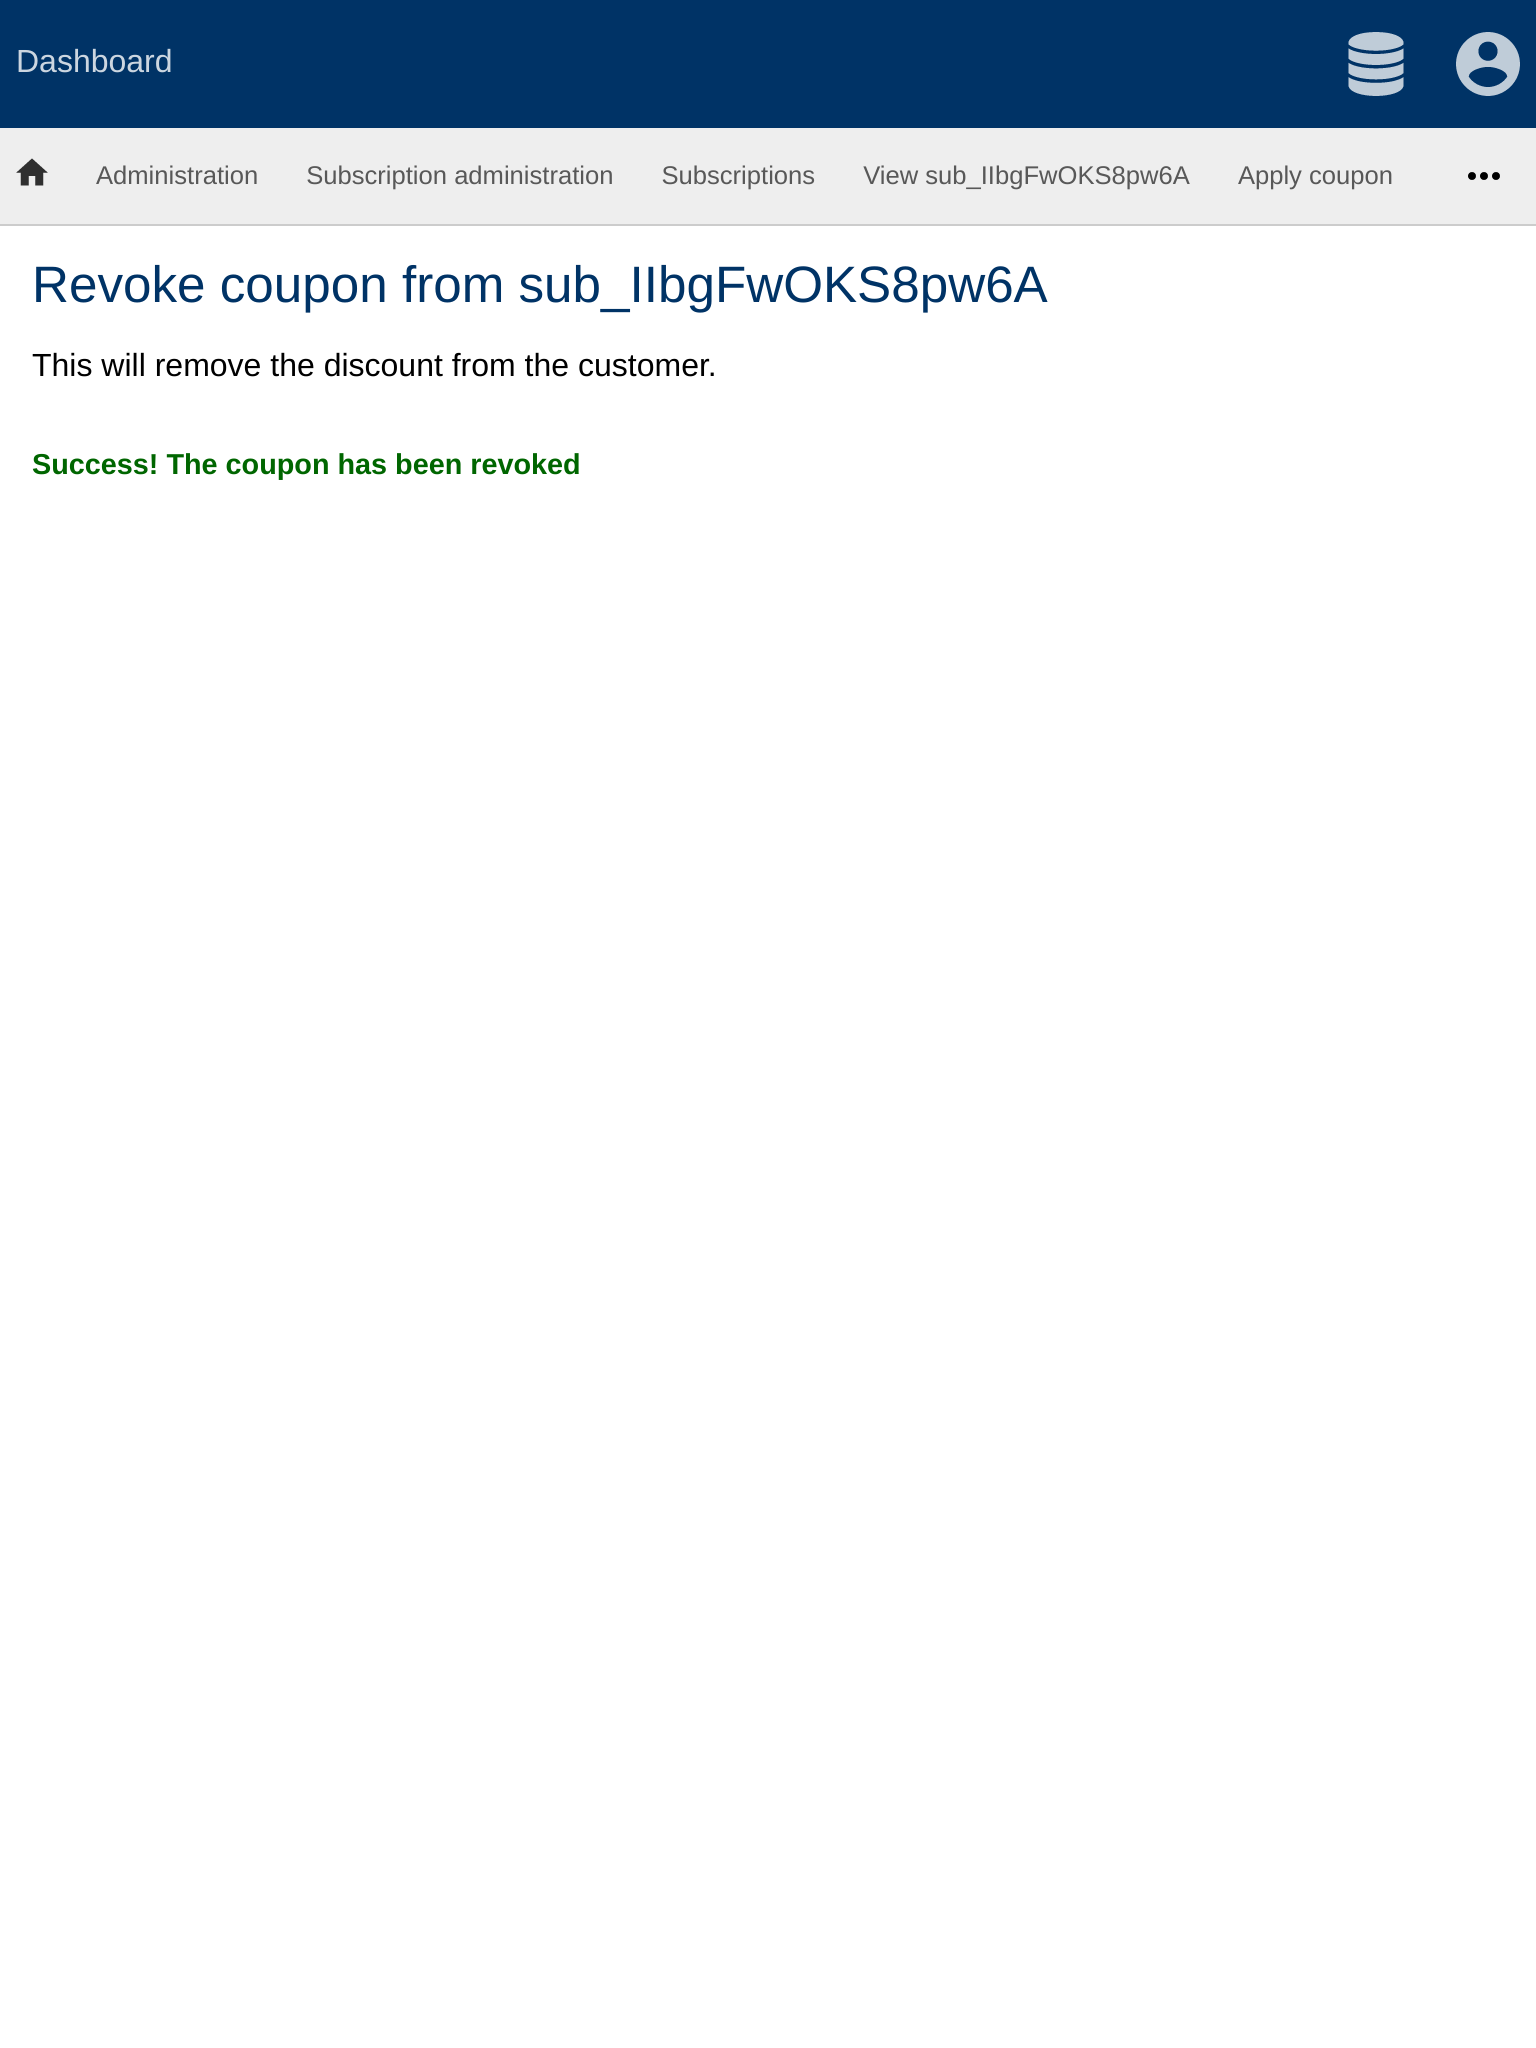 Dashboard
Administration Subscription administration Subscriptions View sub_IIbgFwOKS8pw6A Apply coupon
Revoke coupon from sub_IIbgFwOKS8pw6A
This will remove the discount from the customer.
Success! The coupon has been revoked